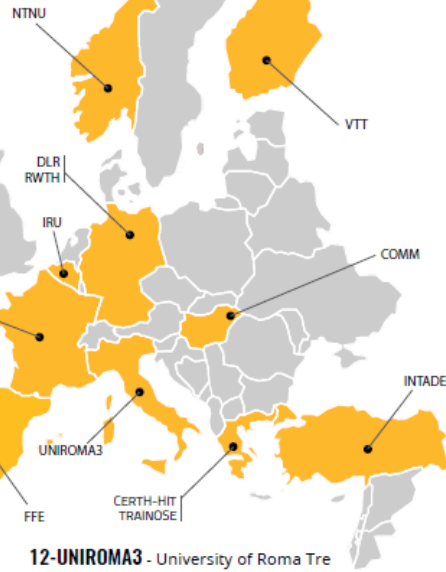 NTNU
VTT
DLR
RWTH
IRU
COMM
INTADE
UNIROMA3
CERTH-HIT
TRAINOSE
FFE
12-UNIROMA3 - University of Roma Tre